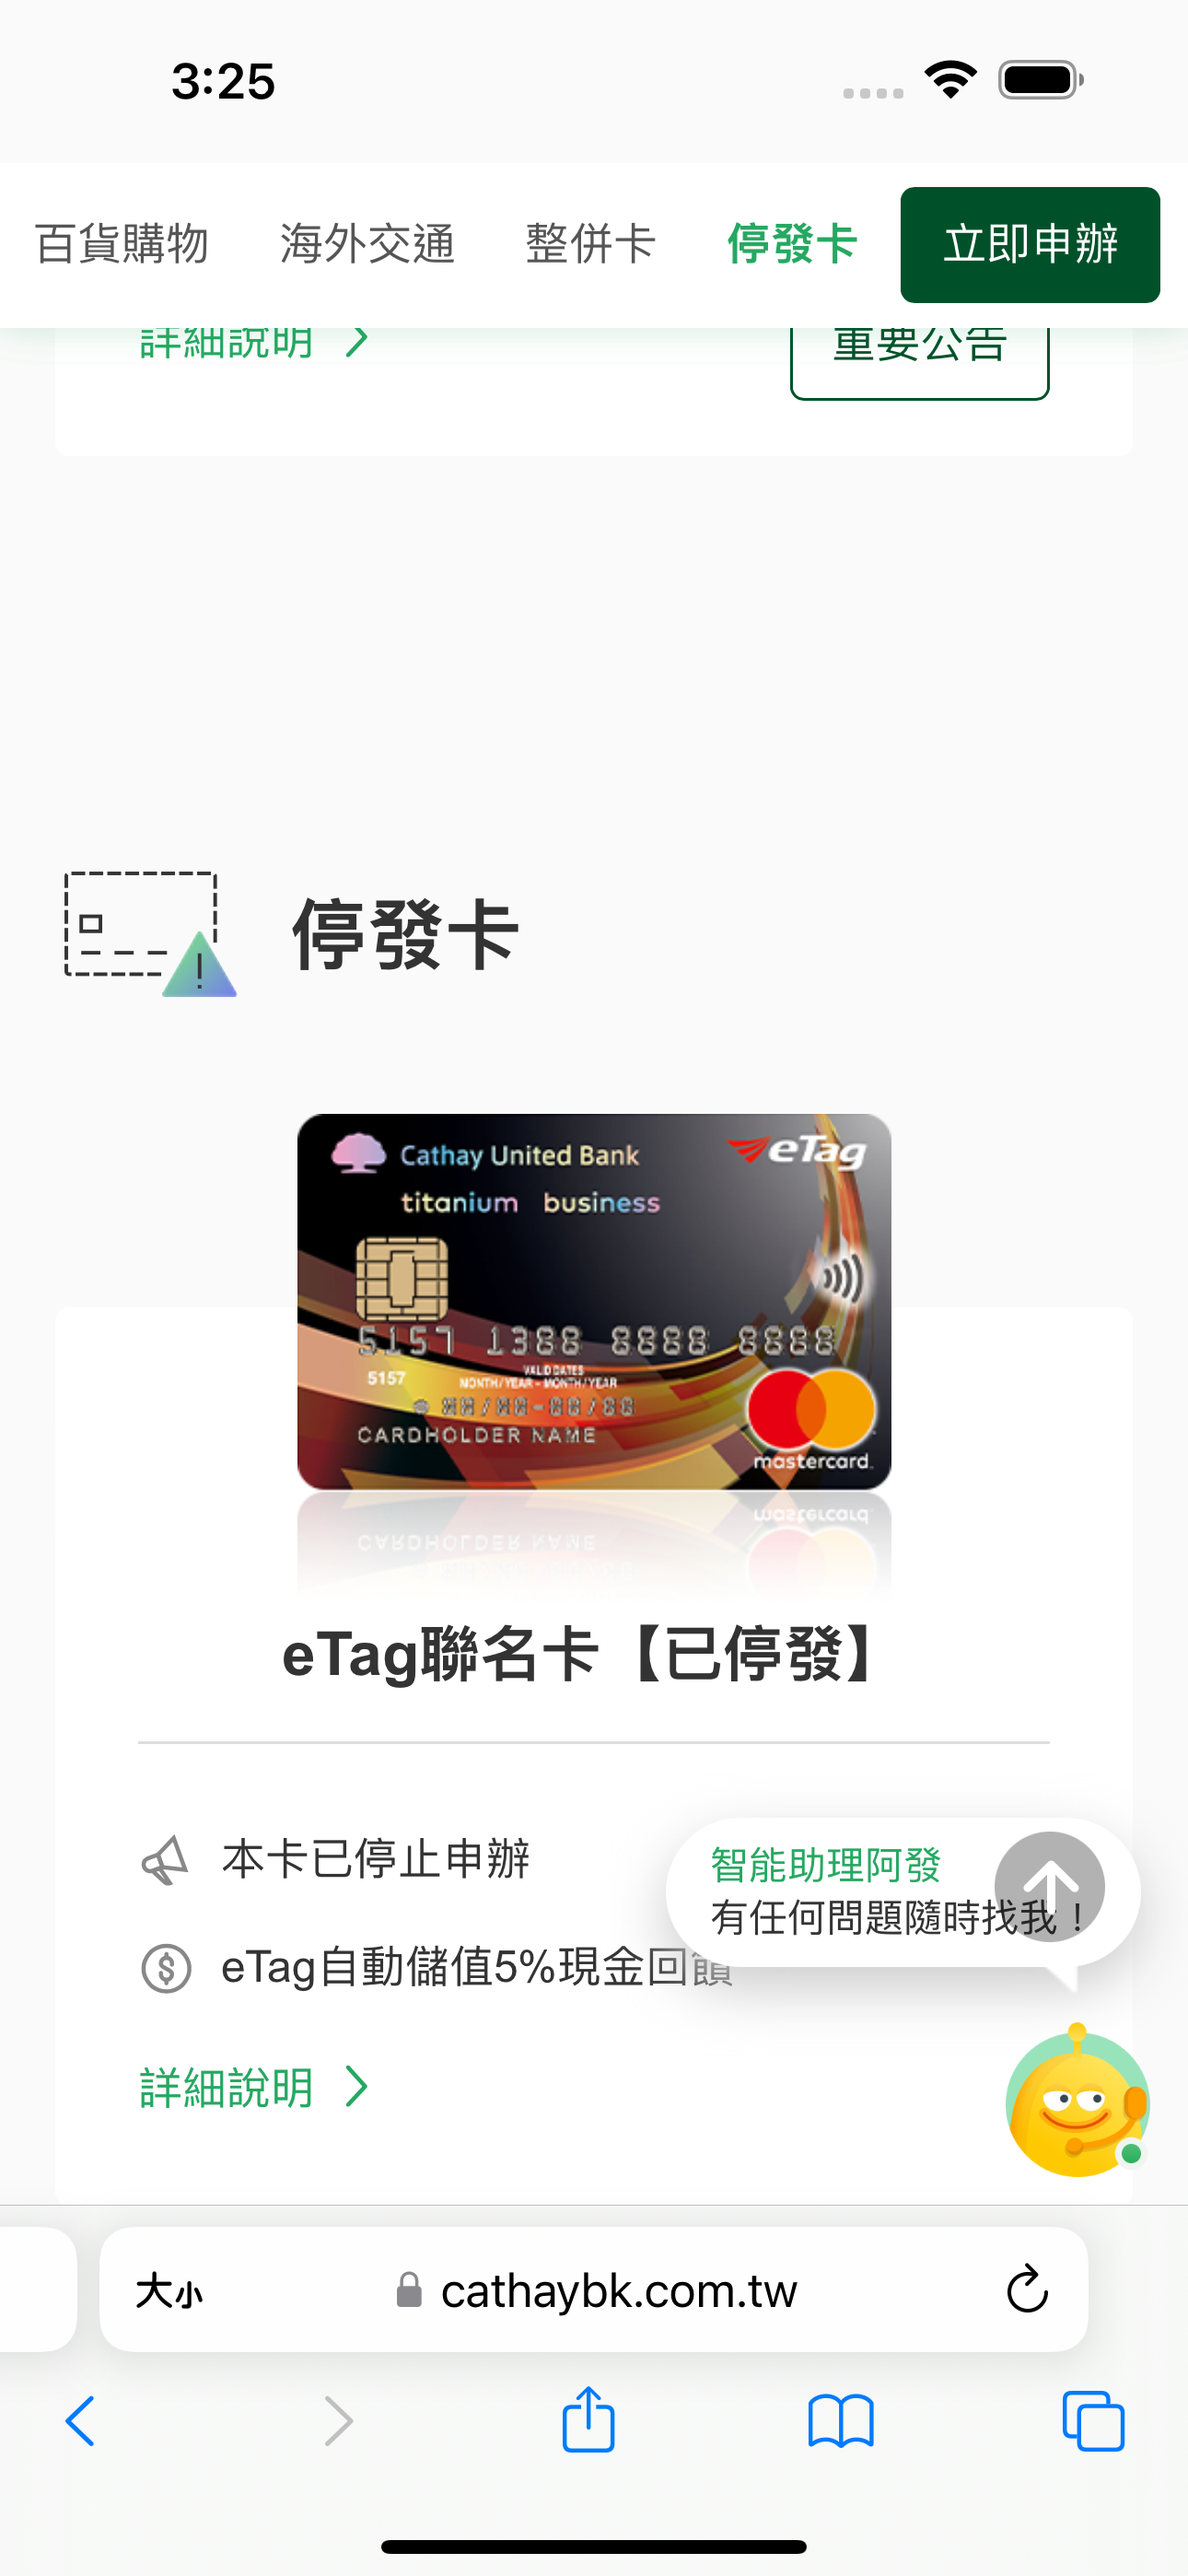 3:25
百貨購物 海外交通 整併卡 停發卡 立即申辦
詳細說明 重要公告
停發卡
Cathay United Bank eTag
titanium business
5157 1388 8888 8888
5157 VALID DATES
MONTH/YEAR - MONTH/YEAR
CARDHOLDER NAME
mastercard.
eTag聯名卡【已停發】
本卡已停止申辦
智能助理阿發
有任何問題隨時找我！
eTag自動儲值5%現金回饋
詳細說明
大小 cathaybk.com.tw